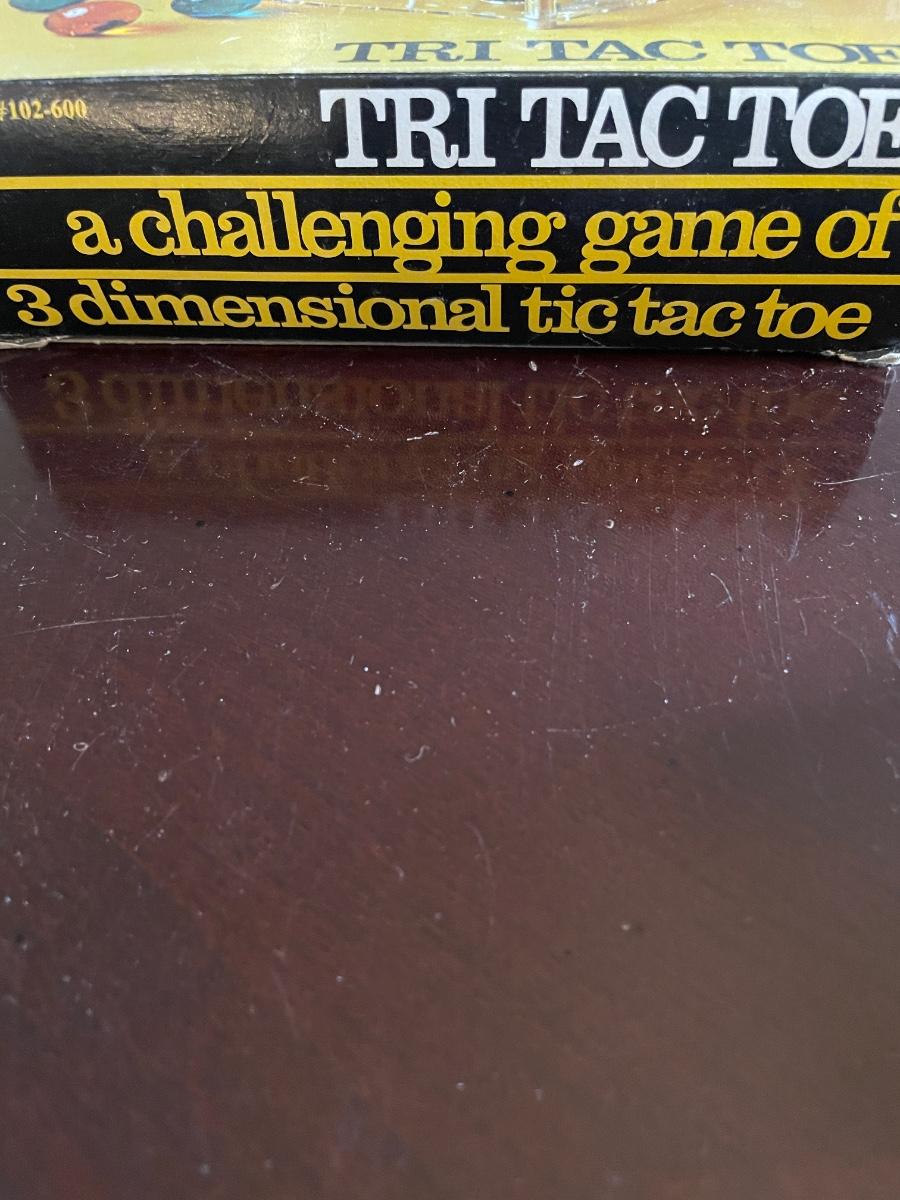 TRI TAC TOE
#102-600
TRI TAC TOE
a challenging game of
3 dimensional tic tac toe